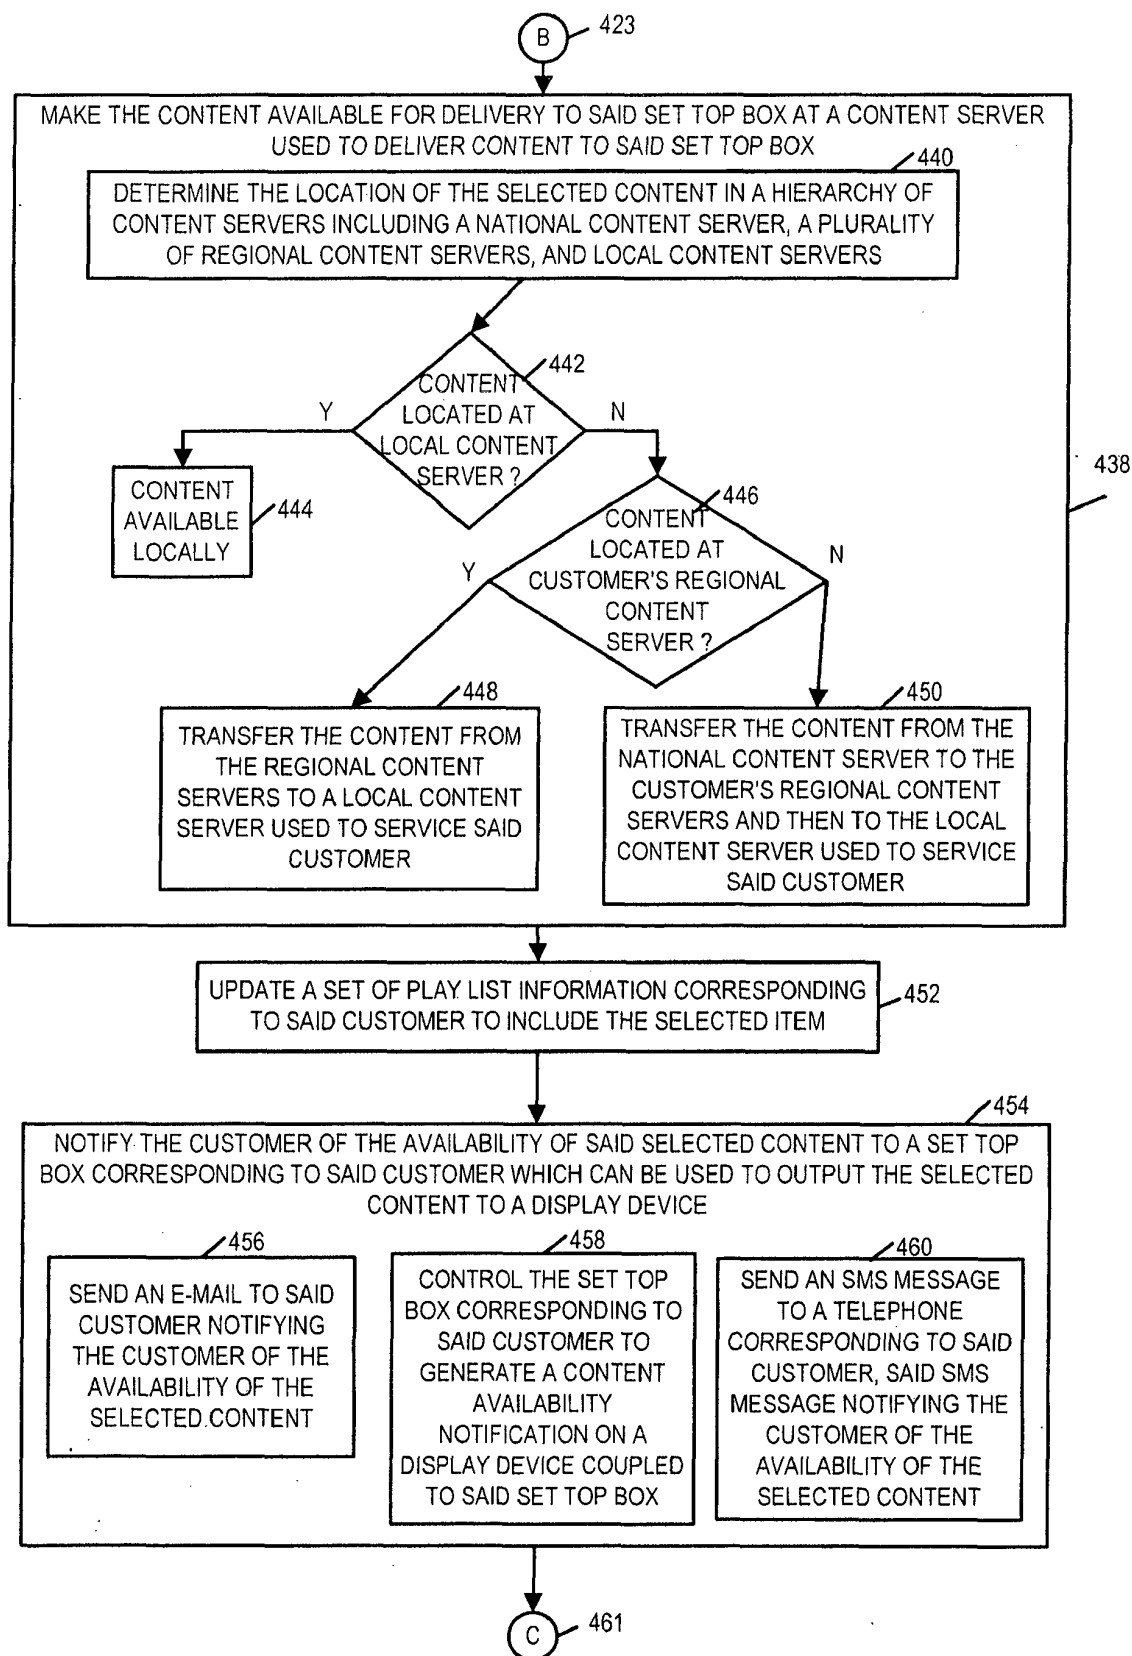 B
423
MAKE THE CONTENT AVAILABLE FOR DELIVERY TO SAID SET TOP BOX AT A CONTENT SERVER
USED TO DELIVER CONTENT TO SAID SET TOP BOX
440
DETERMINE THE LOCATION OF THE SELECTED CONTENT IN A HIERARCHY OF
CONTENT SERVERS INCLUDING A NATIONAL CONTENT SERVER, A PLURALITY
OF REGIONAL CONTENT SERVERS, AND LOCAL CONTENT SERVERS
442
CONTENT
LOCATED AT
LOCAL CONTENT
SERVER ?
Y
N
438
CONTENT
AVAILABLE
LOCALLY
444
446
CONTENT
LOCATED AT
CUSTOMER'S REGIONAL
CONTENT
SERVER ?
Y
N
448
TRANSFER THE CONTENT FROM
THE REGIONAL CONTENT
SERVERS TO A LOCAL CONTENT
SERVER USED TO SERVICE SAID
CUSTOMER
450
TRANSFER THE CONTENT FROM THE
NATIONAL CONTENT SERVER TO THE
CUSTOMER'S REGIONAL CONTENT
SERVERS AND THEN TO THE LOCAL
CONTENT SERVER USED TO SERVICE
SAID CUSTOMER
UPDATE A SET OF PLAY LIST INFORMATION CORRESPONDING
TO SAID CUSTOMER TO INCLUDE THE SELECTED ITEM
452
454
NOTIFY THE CUSTOMER OF THE AVAILABILITY OF SAID SELECTED CONTENT TO A SET TOP
BOX CORRESPONDING TO SAID CUSTOMER WHICH CAN BE USED TO OUTPUT THE SELECTED
CONTENT TO A DISPLAY DEVICE
456
SEND AN E-MAIL TO SAID
CUSTOMER NOTIFYING
THE CUSTOMER OF THE
AVAILABILITY OF THE
SELECTED CONTENT
458
CONTROL THE SET TOP
BOX CORRESPONDING TO
SAID CUSTOMER TO
GENERATE A CONTENT
AVAILABILITY
NOTIFICATION ON A
DISPLAY DEVICE COUPLED
TO SAID SET TOP BOX
460
SEND AN SMS MESSAGE
TO A TELEPHONE
CORRESPONDING TO SAID
CUSTOMER, SAID SMS
MESSAGE NOTIFYING THE
CUSTOMER OF THE
AVAILABILITY OF THE
SELECTED CONTENT
C
461